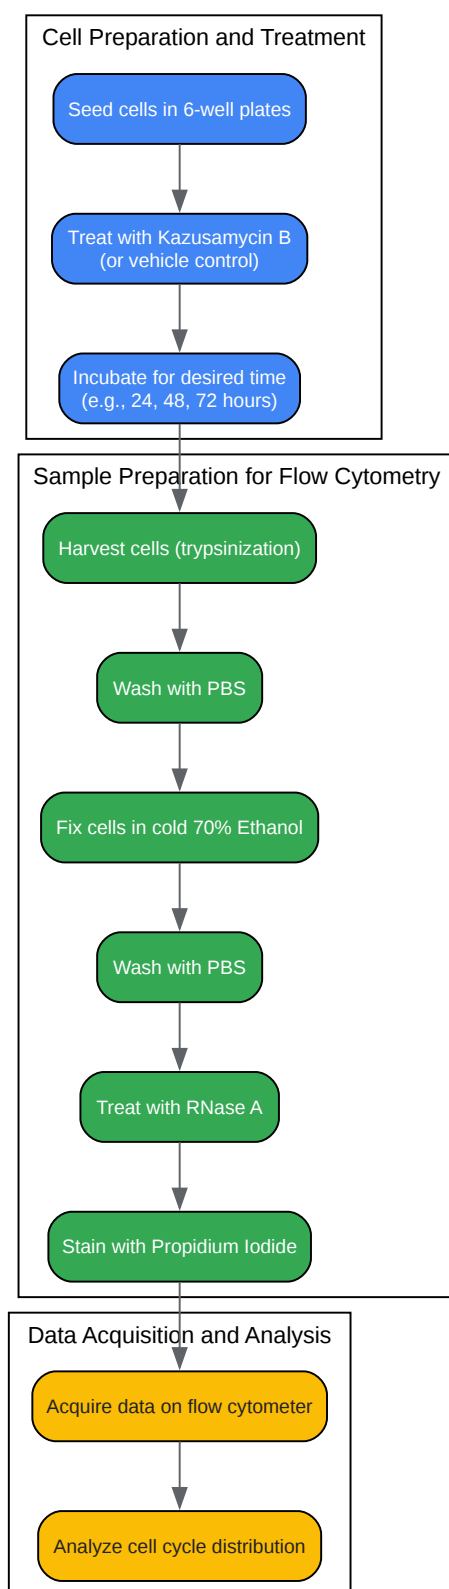 Cell Preparation and Treatment
Seed cells in 6-well plates
Treat with Kazusamycin B
(or vehicle control)
Incubate for desired time
(e.g., 24, 48, 72 hours)
Sample Preparation for Flow Cytometry
Harvest cells (trypsinization)
Wash with PBS
Fix cells in cold 70% Ethanol
Wash with PBS
Treat with RNase A
Stain with Propidium Iodide
Data Acquisition and Analysis
Acquire data on flow cytometer
Analyze cell cycle distribution